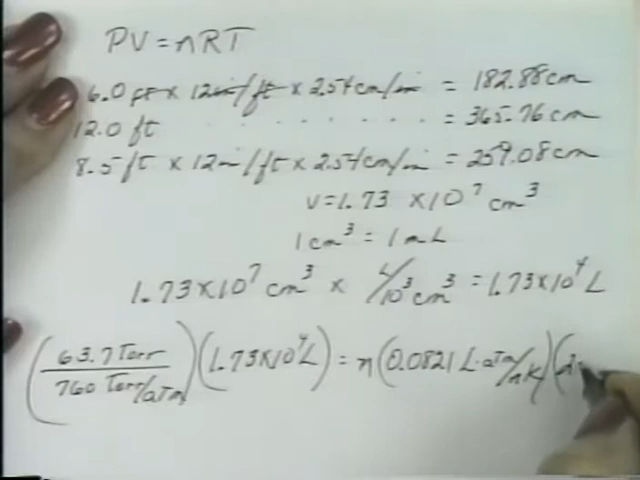 PV = nRT
6.0 ft x 12 in/ft x 2.54 cm/in = 182.88 cm
12.0 ft . . . . . . . = 365.76 cm
8.5 ft x 12 in/ft x 2.54 cm/in = 259.08 cm
V = 1.73 x 10⁷ cm³
1 cm³ = 1 mL
1.73 x 10⁷ cm³ x L/10³ cm³ = 1.73 x 10⁴ L
(63.7 Torr / 760 Torr/aTm)(1.73 x 10⁴ L) = n(0.0821 L·aTm/nK)(